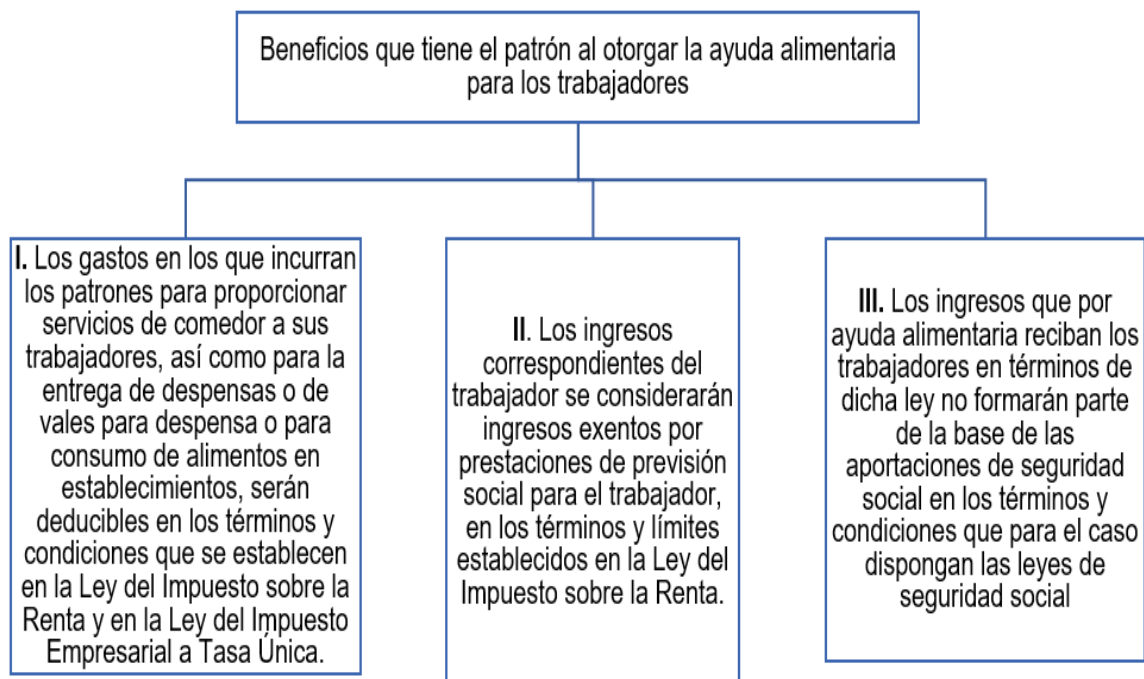 Beneficios que tiene el patrón al otorgar la ayuda alimentaria
para los trabajadores
I. Los gastos en los que incurran
los patrones para proporcionar
servicios de comedor a sus
trabajadores, así como para la
entrega de despensas o de
vales para despensa o para
consumo de alimentos en
establecimientos, serán
deducibles en los términos y
condiciones que se establecen
en la Ley del Impuesto sobre la
Renta y en la Ley del Impuesto
Empresarial a Tasa Única.
II. Los ingresos
correspondientes del
trabajador se considerarán
ingresos exentos por
prestaciones de previsión
social para el trabajador,
en los términos y límites
establecidos en la Ley del
Impuesto sobre la Renta.
III. Los ingresos que por
ayuda alimentaria reciban los
trabajadores en términos de
dicha ley no formarán parte
de la base de las
aportaciones de seguridad
social en los términos y
condiciones que para el caso
dispongan las leyes de
seguridad social